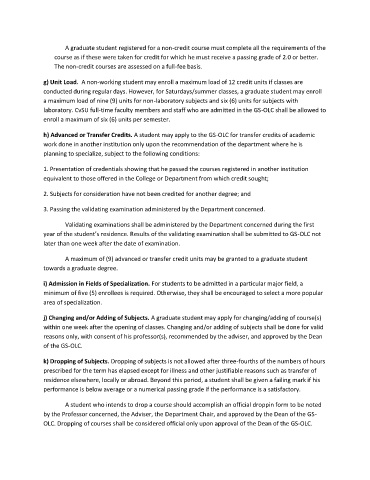 A graduate student registered for a non-credit course must complete all the requirements of the
course as if these were taken for credit for which he must receive a passing grade of 2.0 or better.
The non-credit courses are assessed on a full-fee basis.
g) Unit Load. A non-working student may enroll a maximum load of 12 credit units if classes are
conducted during regular days. However, for Saturdays/summer classes, a graduate student may enroll
a maximum load of nine (9) units for non-laboratory subjects and six (6) units for subjects with
laboratory. CvSU full-time faculty members and staff who are admitted in the GS-OLC shall be allowed to
enroll a maximum of six (6) units per semester.
h) Advanced or Transfer Credits. A student may apply to the GS-OLC for transfer credits of academic
work done in another institution only upon the recommendation of the department where he is
planning to specialize, subject to the following conditions:
1. Presentation of credentials showing that he passed the courses registered in another institution
equivalent to those offered in the College or Department from which credit sought;
2. Subjects for consideration have not been credited for another degree; and
3. Passing the validating examination administered by the Department concerned.
Validating examinations shall be administered by the Department concerned during the first
year of the student's residence. Results of the validating examination shall be submitted to GS-OLC not
later than one week after the date of examination.
A maximum of (9) advanced or transfer credit units may be granted to a graduate student
towards a graduate degree.
i) Admission in Fields of Specialization. For students to be admitted in a particular major field, a
minimum of five (5) enrollees is required. Otherwise, they shall be encouraged to select a more popular
area of specialization.
j) Changing and/or Adding of Subjects. A graduate student may apply for changing/adding of course(s)
within one week after the opening of classes. Changing and/or adding of subjects shall be done for valid
reasons only, with consent of his professor(s), recommended by the adviser, and approved by the Dean
of the GS-OLC.
k) Dropping of Subjects. Dropping of subjects is not allowed after three-fourths of the numbers of hours
prescribed for the term has elapsed except for illness and other justifiable reasons such as transfer of
residence elsewhere, locally or abroad. Beyond this period, a student shall be given a failing mark if his
performance is below average or a numerical passing grade if the performance is a satisfactory.
A student who intends to drop a course should accomplish an official droppin form to be noted
by the Professor concerned, the Adviser, the Department Chair, and approved by the Dean of the GS-
OLC. Dropping of courses shall be considered official only upon approval of the Dean of the GS-OLC.